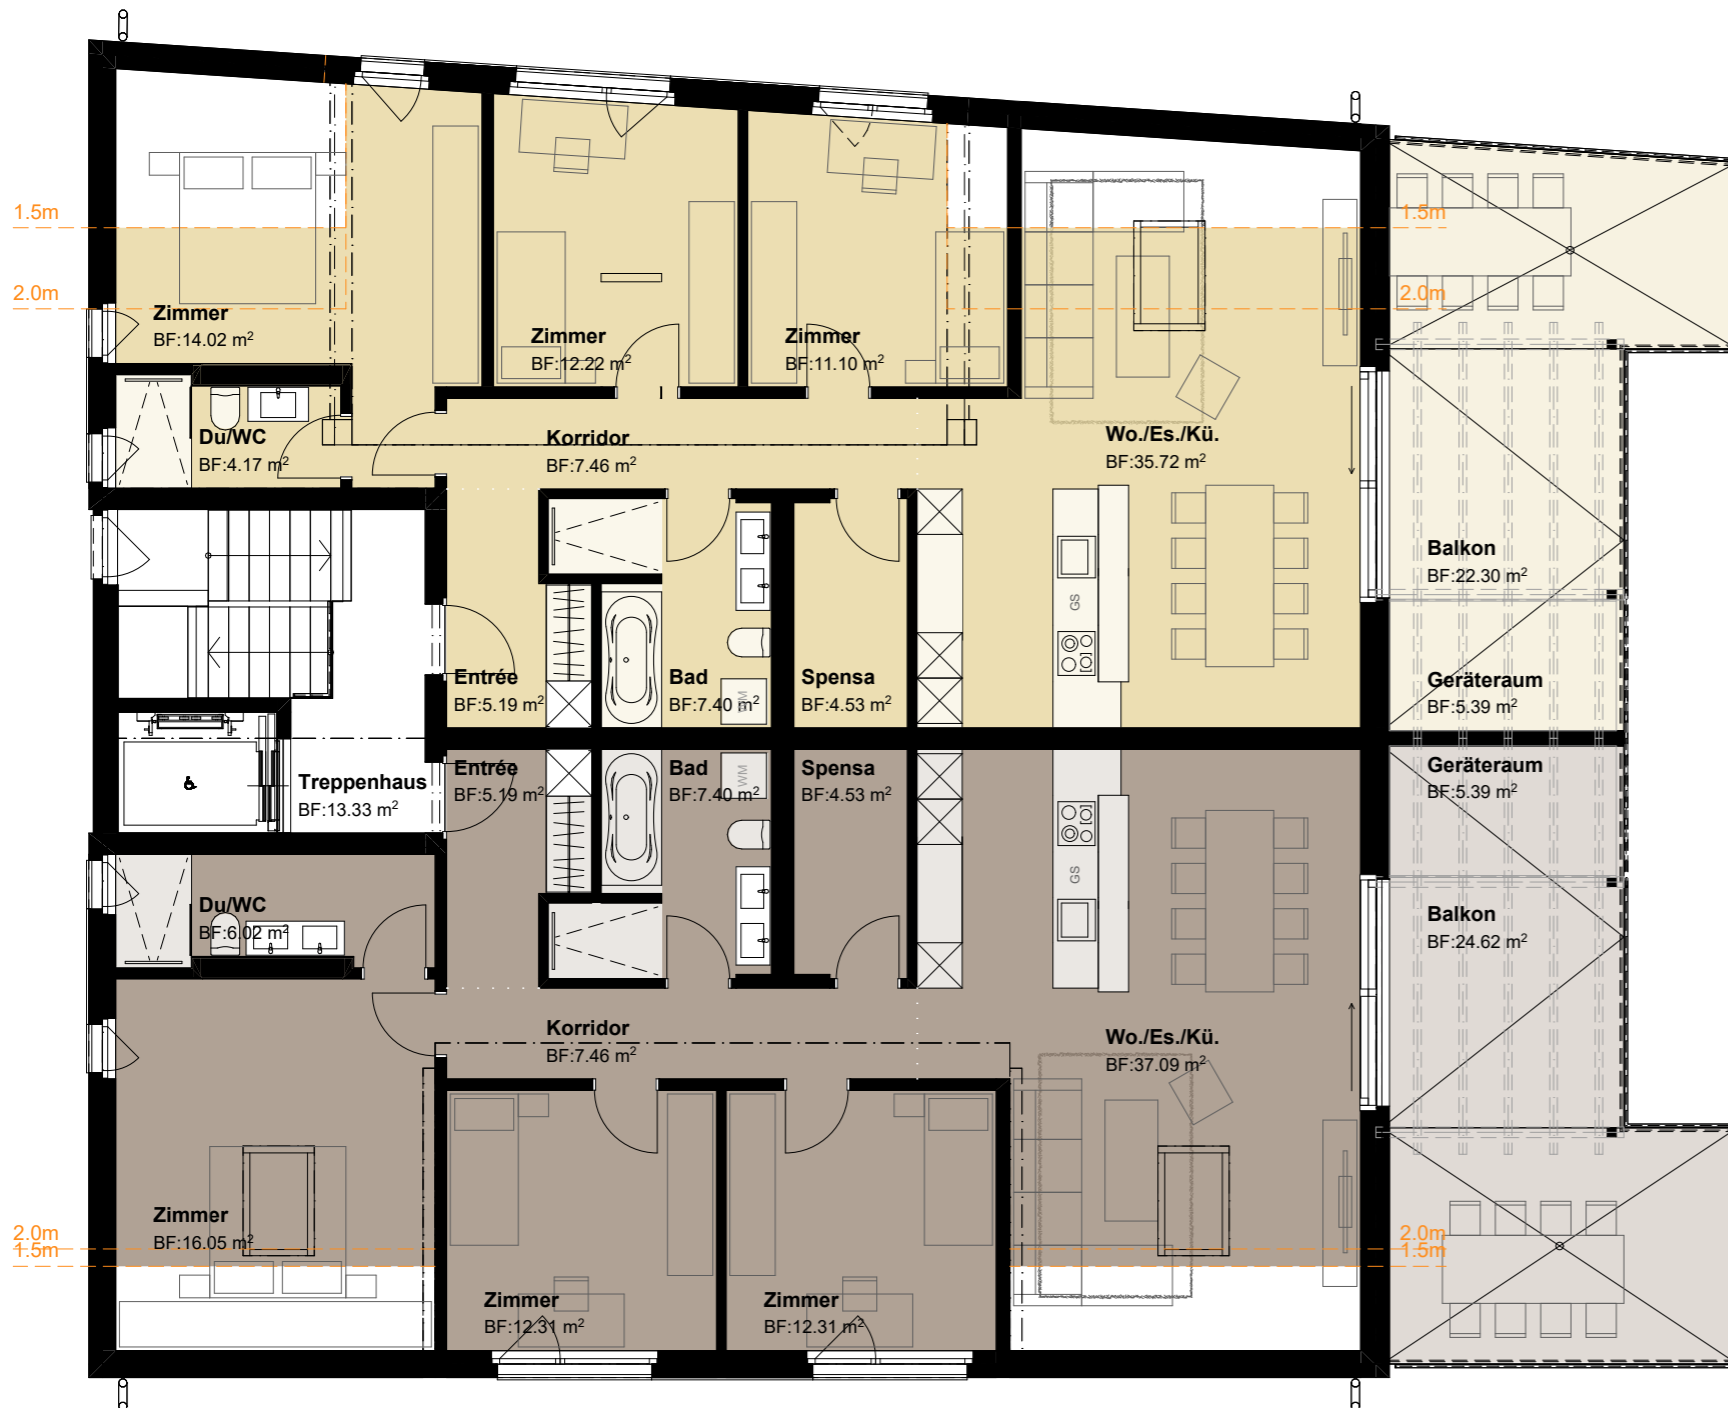 1.5m
1.5m
2.0m
2.0m
Zimmer
BF:14.02 m²
Zimmer
BF:12.22 m²
Zimmer
BF:11.10 m²
Du/WC
BF:4.17 m²
Korridor
BF:7.46 m²
Wo./Es./Kü.
BF:35.72 m²
Balkon
BF:22.30 m²
GS
Entrée
BF:5.19 m²
Bad
BF:7.40 m²
WM
Spensa
BF:4.53 m²
Geräteraum
BF:5.39 m²
Treppenhaus
BF:13.33 m²
Entrée
BF:5.19 m²
Bad
BF:7.40 m²
WM
Spensa
BF:4.53 m²
Geräteraum
BF:5.39 m²
GS
Du/WC
BF:6.02 m²
Balkon
BF:24.62 m²
Korridor
BF:7.46 m²
Wo./Es./Kü.
BF:37.09 m²
Zimmer
BF:16.05 m²
2.0m
2.0m
1.5m
1.5m
Zimmer
BF:12.31 m²
Zimmer
BF:12.31 m²